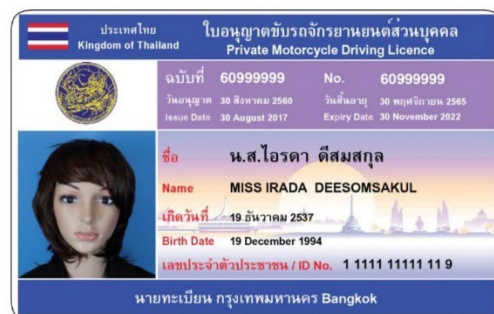 ประเทศไทย
Kingdom of Thailand
ใบอนุญาตขับรถจักรยานยนต์ส่วนบุคคล
Private Motorcycle Driving Licence
ฉบับที่ 60999999 No. 60999999
วันอนุญาต 30 สิงหาคม 2560 วันสิ้นอายุ 30 พฤศจิกายน 2565
Issue Date 30 August 2017 Expiry Date 30 November 2022
ชื่อ น.ส.ไอรดา ดีสมสกุล
Name MISS IRADA DEESOMSAKUL
เกิดวันที่ 19 ธันวาคม 2537
Birth Date 19 December 1994
เลขประจำตัวประชาชน / ID No. 1 1111 11111 11 9
นายทะเบียน กรุงเทพมหานคร Bangkok